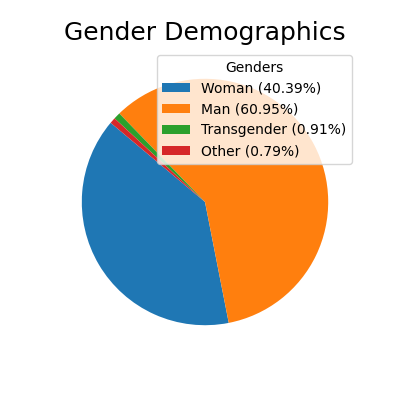 Gender Demographics
Genders
Woman (40.39%)
Man (60.95%)
Transgender (0.91%)
Other (0.79%)